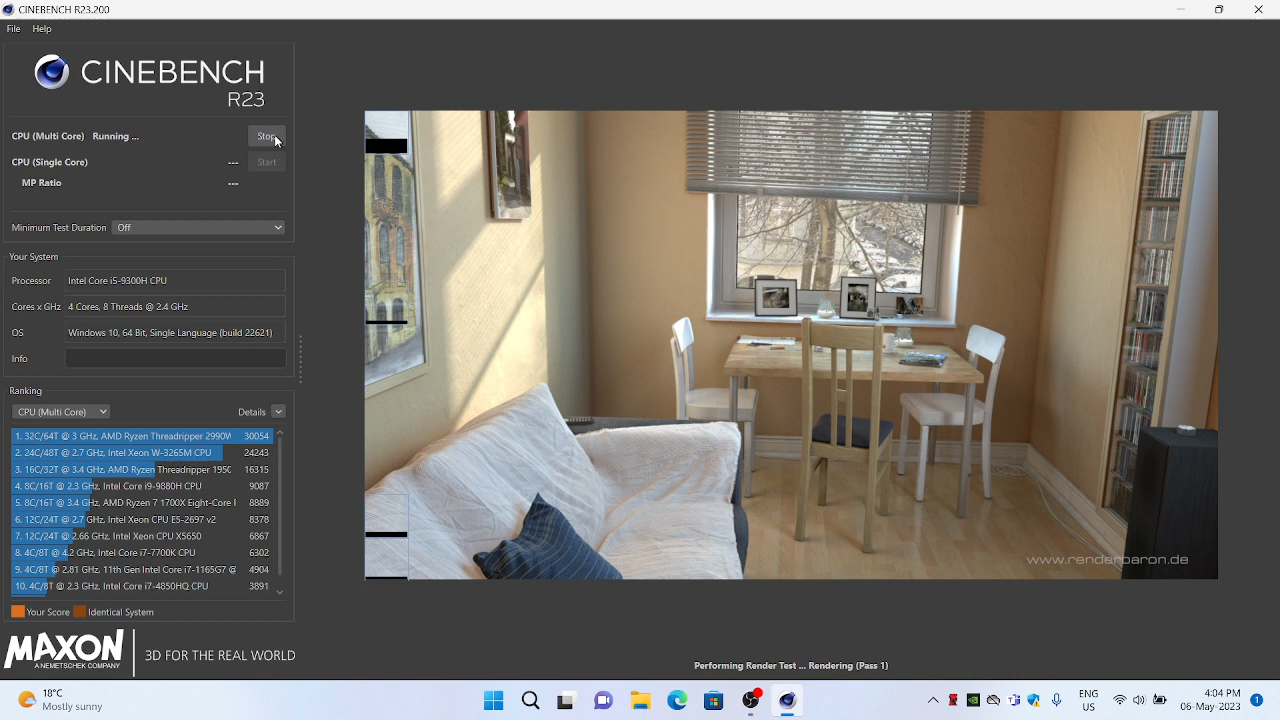 CINEBENCH R23.200
File Help
CINEBENCH
R23
CPU (Multi Core) Running ...
CPU (Single Core) --- Start
MP Ratio ---
Minimum Test Duration Off
Your System
Processor Intel Core i5-9300H CPU
Cores x GHz 4 Cores, 8 Threads @ 2.4 GHz
OS Windows 10, 64 Bit, Single Language (build 22621)
Info
Ranking
CPU (Multi Core) Details
1. 32C/64T @ 3 GHz, AMD Ryzen Threadripper 2990W 30054
2. 24C/48T @ 2.7 GHz, Intel Xeon W-3265M CPU 24243
3. 16C/32T @ 3.4 GHz, AMD Ryzen Threadripper 1950 16315
4. 8C/16T @ 2.3 GHz, Intel Core i9-9880H CPU 9087
5. 8C/16T @ 3.4 GHz, AMD Ryzen 7 1700X Eight-Core 8889
6. 12C/24T @ 2.7 GHz, Intel Xeon CPU E5-2697 v2 8378
7. 12C/24T @ 2.66 GHz, Intel Xeon CPU X5650 6867
8. 4C/8T @ 4.2 GHz, Intel Core i7-7700K CPU 6302
9. 4C/8T @ 2.8 GHz, Intel Core i7-1165G7 @ 4904
10. 4C/8T @ 2.3 GHz, Intel Core i7-4850HQ CPU 3891
Your Score Identical System
MAXON
A NEMETSCHEK COMPANY
3D FOR THE REAL WORLD
www.renderbaron.de
Performing Render Test ... Rendering (Pass 1)
18°C
Mostly sunny
ENG
US
4:04 PM
06-May-2023
1